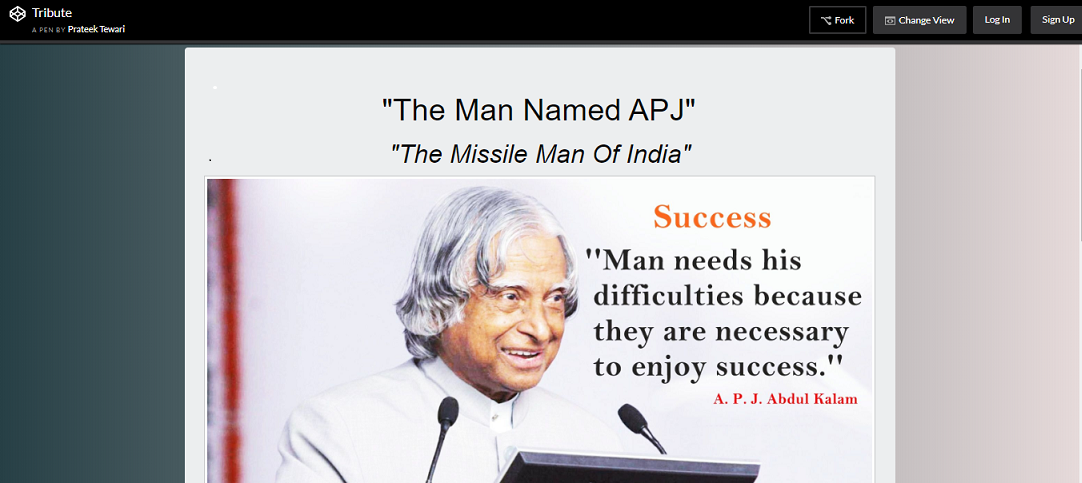 Tribute
A PEN BY Prateek Tewari
Fork
Change View
Log In
Sign Up
"The Man Named APJ"
"The Missile Man Of India"
Success
"Man needs his
difficulties because
they are necessary
to enjoy success."
A. P. J. Abdul Kalam